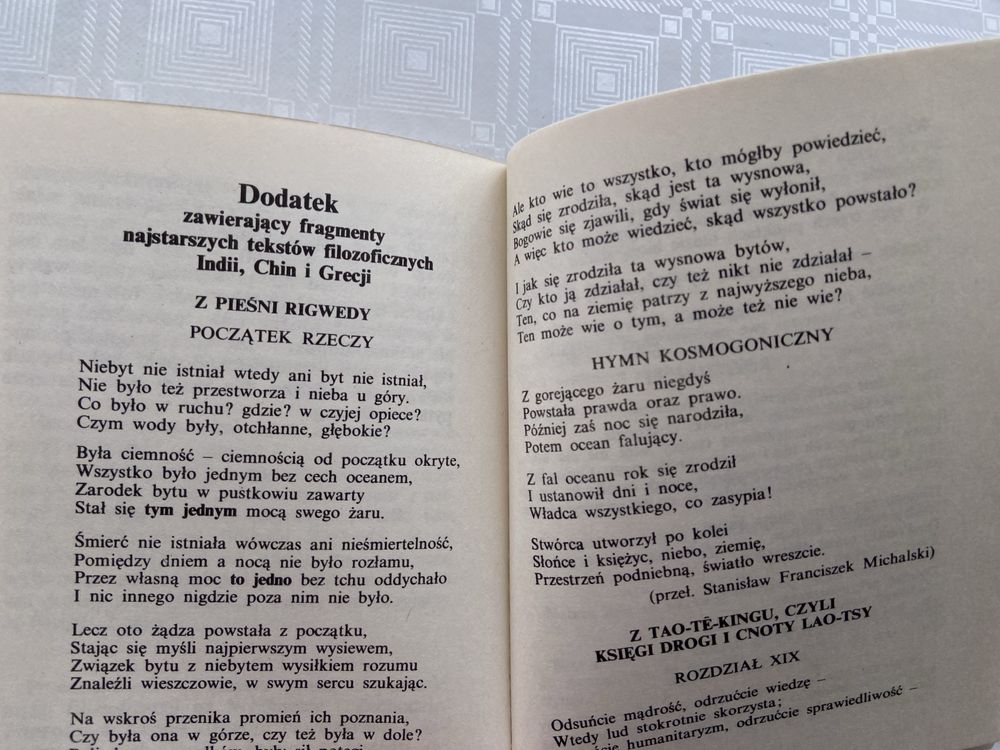 Dodatek
zawierający fragmenty
najstarszych tekstów filozoficznych
Indii, Chin i Grecji
Z PIEŚNI RIGWEDY
POCZĄTEK RZECZY
Niebyt nie istniał wtedy ani byt nie istniał,
Nie było też przestworza i nieba u góry.
Co było w ruchu? gdzie? w czyjej opiece?
Czym wody były, otchłanne, głębokie?
Była ciemność – ciemnością od początku okryte,
Wszystko było jednym bez cech oceanem,
Zarodek bytu w pustkowiu zawarty
Stał się tym jednym mocą swego żaru.
Śmierć nie istniała wówczas ani nieśmiertelność,
Pomiędzy dniem a nocą nie było rozłamu,
Przez własną moc to jedno bez tchu oddychało
I nic innego nigdzie poza nim nie było.
Lecz oto żądza powstała z początku,
Stając się myśli najpierwszym wysiewem,
Związek bytu z niebytem wysiłkiem rozumu
Znaleźli wieszczowie, w swym sercu szukając.
Na wskroś przenika promień ich poznania,
Czy była ona w górze, czy też była w dole?
Ale kto wie to wszystko, kto mógłby powiedzieć,
Skąd się zrodziła, skąd jest ta wysnowa,
Bogowie się zjawili, gdy świat się wyłonił,
A więc kto może wiedzieć, skąd wszystko powstało?
I jak się zrodziła ta wysnowa bytów,
Czy kto ją zdziałał, czy też nikt nie zdziałał –
Ten, co na ziemię patrzy z najwyższego nieba,
Ten może wie o tym, a może też nie wie?
HYMN KOSMOGONICZNY
Z gorejącego żaru niegdyś
Powstała prawda oraz prawo.
Później zaś noc się narodziła,
Potem ocean falujący.
Z fal oceanu rok się zrodził
I ustanowił dni i noce,
Władca wszystkiego, co zasypia!
Stwórca utworzył po kolei
Słońce i księżyc, niebo, ziemię,
Przestrzeń podniebną, światło wreszcie.
(przeł. Stanisław Franciszek Michalski)
Z TAO-TĒ-KINGU, CZYLI
KSIĘGI DROGI I CNOTY LAO-TSY
ROZDZIAŁ XIX
Odsuńcie mądrość, odrzućcie wiedzę –
Wtedy lud stokrotnie skorzysta;
humanitaryzm, odrzućcie sprawiedliwość –